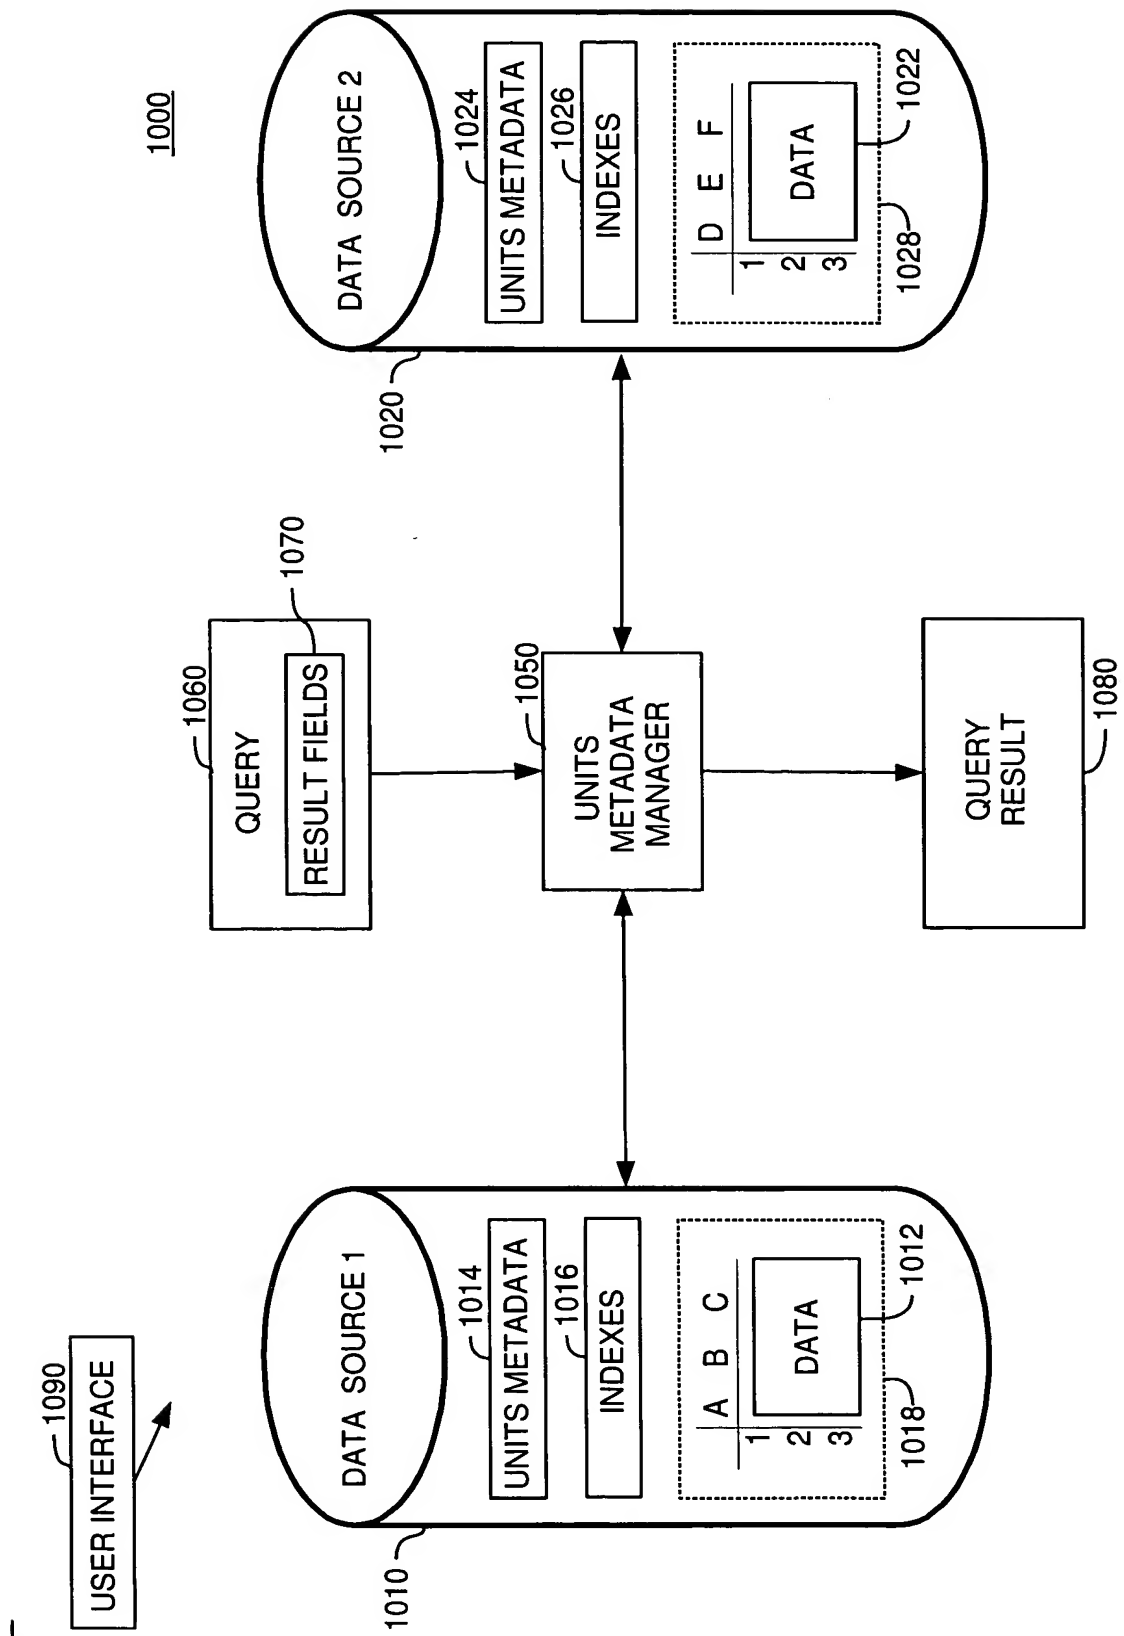 1000
1090
USER INTERFACE
1010
DATA SOURCE 1
1014
UNITS METADATA
1016
INDEXES
A B C
1
2
3
DATA
1018
1012
1060
QUERY
1070
RESULT FIELDS
1050
UNITS
METADATA
MANAGER
QUERY
RESULT
1080
1020
DATA SOURCE 2
1024
UNITS METADATA
1026
INDEXES
D E F
1
2
3
DATA
1028
1022